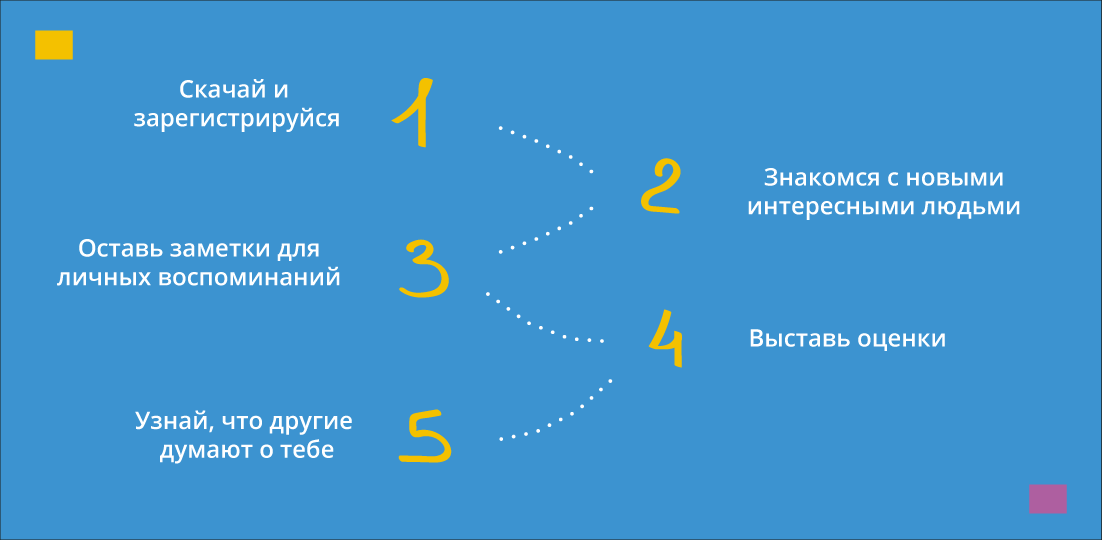 Скачай и
зарегистрируйся
1
2
Знакомся с новыми
интересными людьми
Оставь заметки для
личных воспоминаний
3
4
Выставь оценки
Узнай, что другие
думают о тебе
5